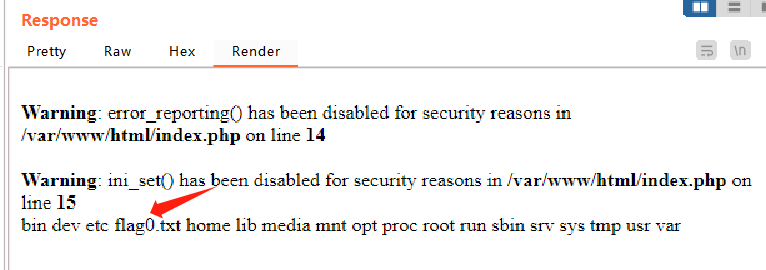 Response
Pretty Raw Hex Render
\n
Warning: error_reporting() has been disabled for security reasons in
/var/www/html/index.php on line 14
Warning: ini_set() has been disabled for security reasons in /var/www/html/index.php on
line 15
bin dev etc flag0.txt home lib media mnt opt proc root run sbin srv sys tmp usr var